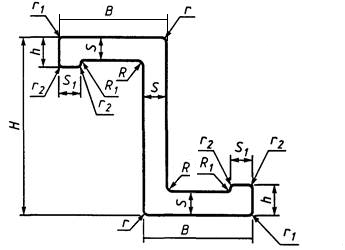 r₁ B r
h S
r₂ S₁ r₂ R₁ R S
H
r₂ S₁ r₂
R R₁
S h
r B r₁